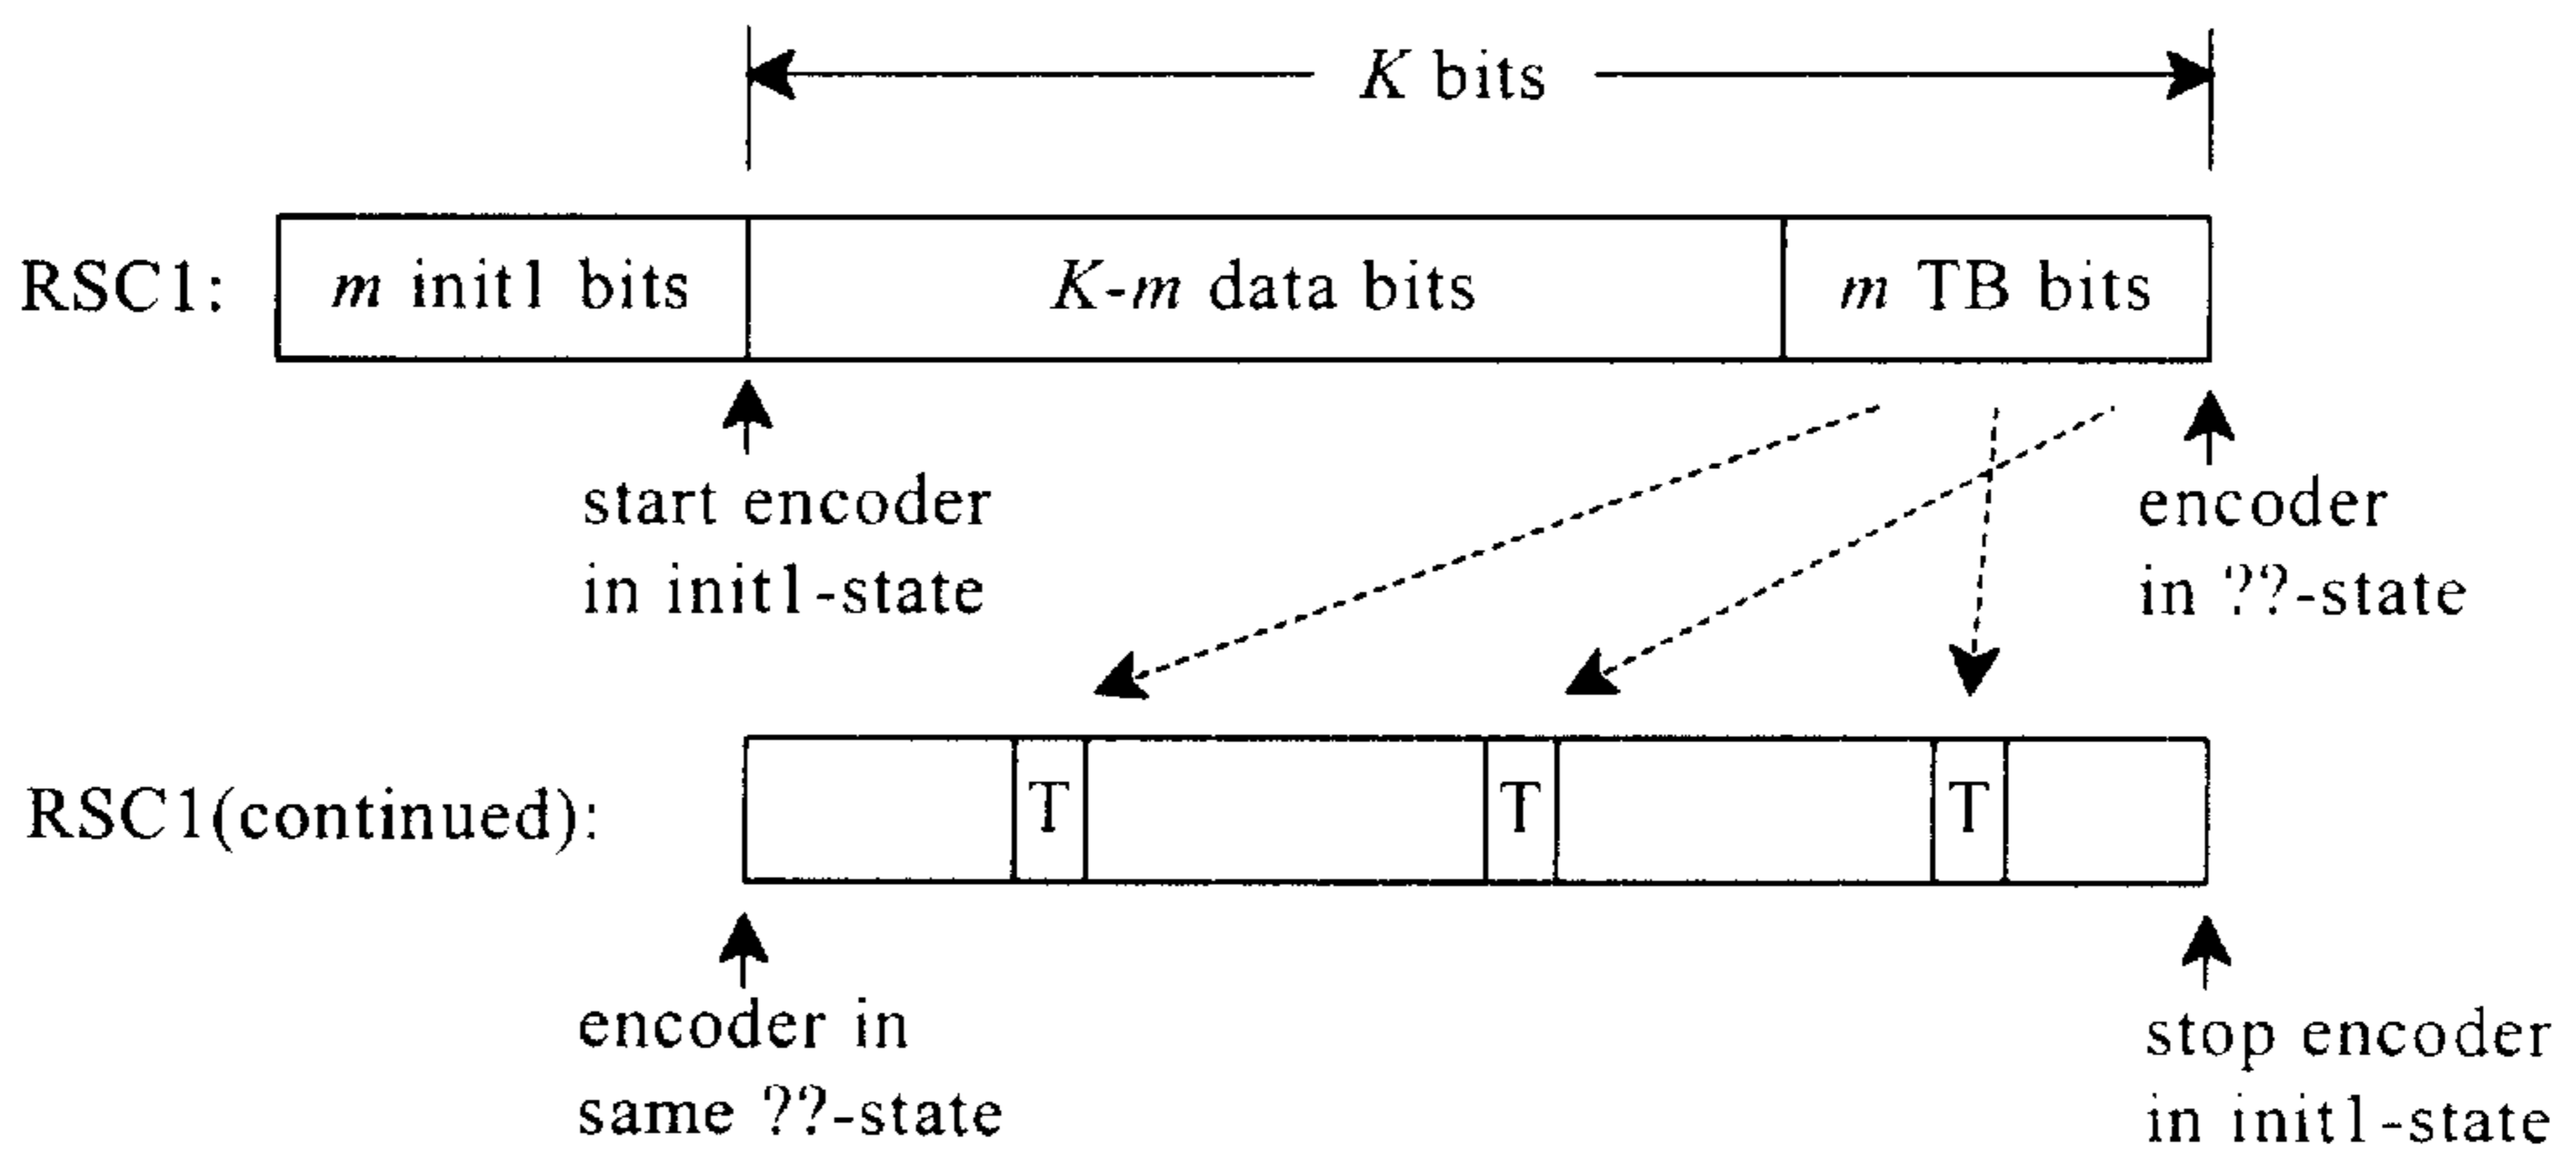 K bits
RSC1: m init1 bits K-m data bits m TB bits
start encoder
in init1-state
encoder
in ??-state
RSC1(continued): T T T
encoder in
same ??-state
stop encoder
in init1-state